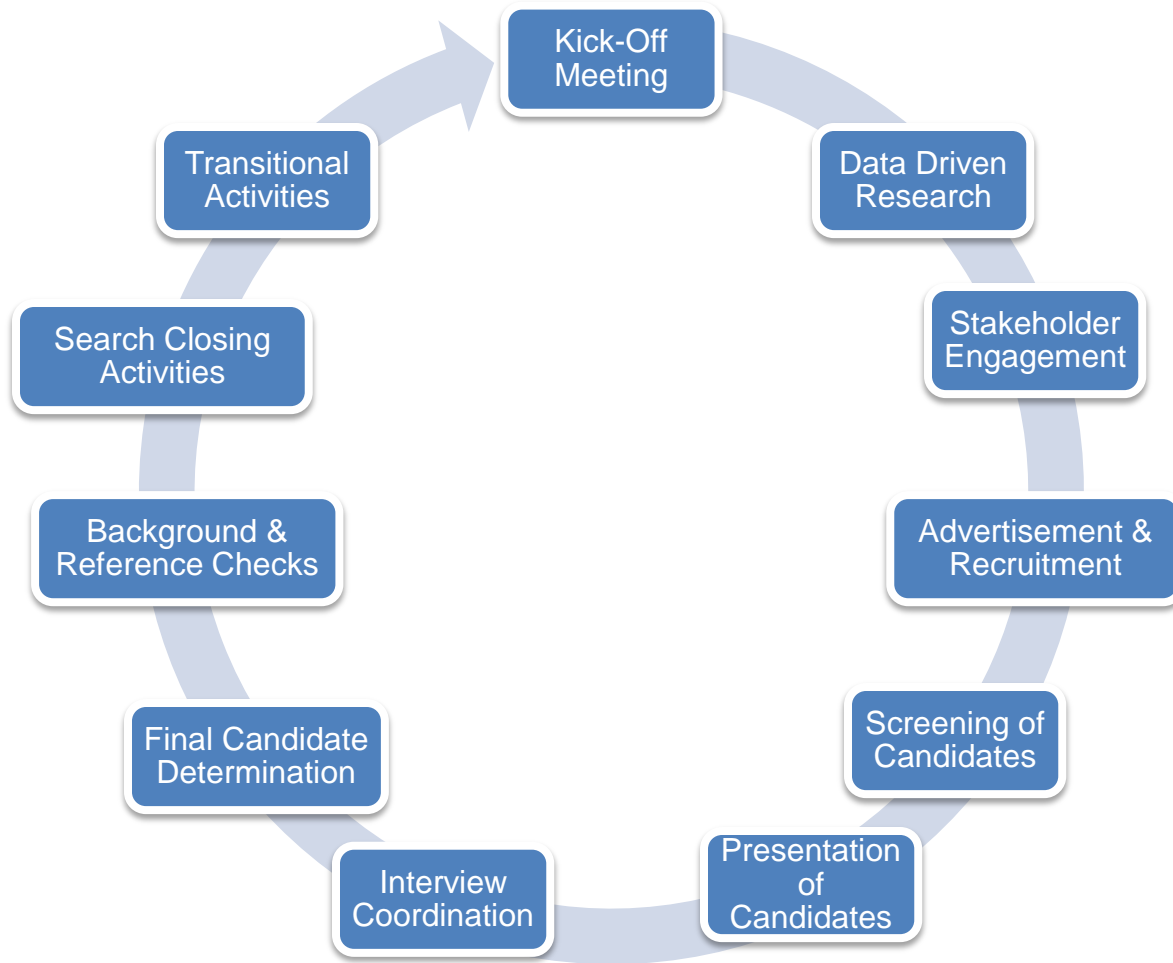 Kick-Off
Meeting
Data Driven
Research
Stakeholder
Engagement
Advertisement &
Recruitment
Screening of
Candidates
Presentation
of
Candidates
Interview
Coordination
Final Candidate
Determination
Background &
Reference Checks
Search Closing
Activities
Transitional
Activities